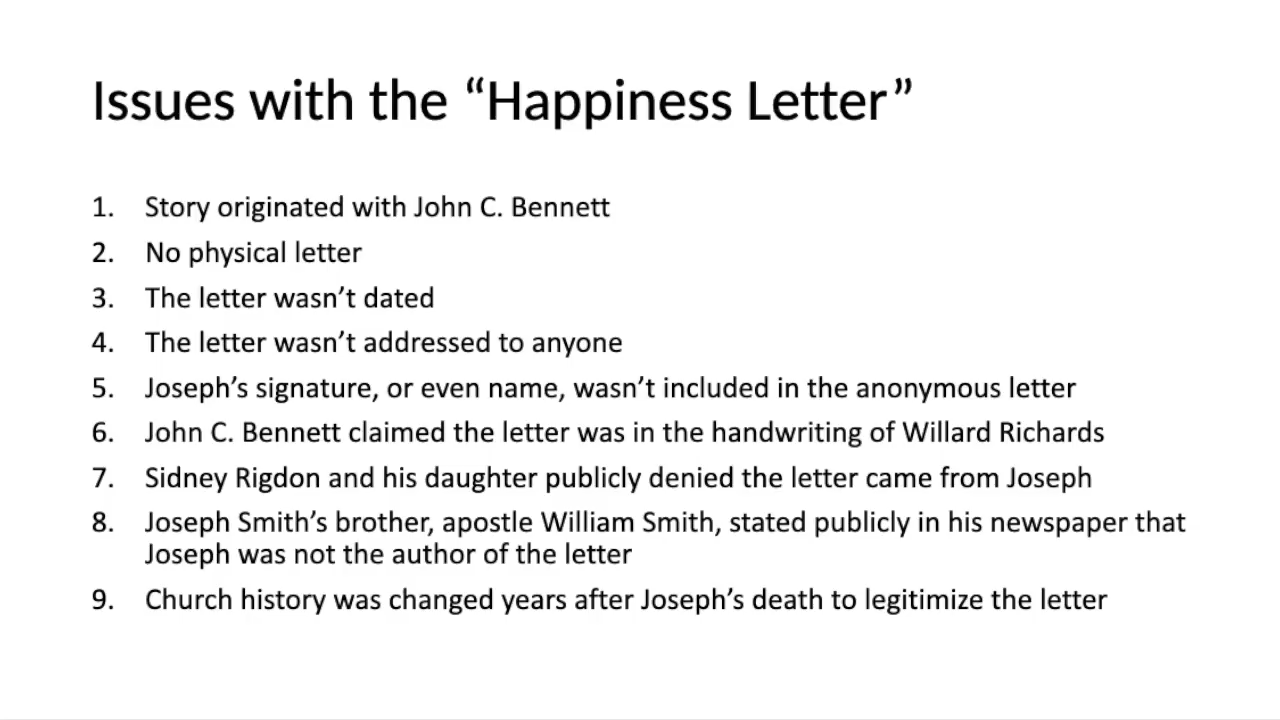 Issues with the “Happiness Letter”
1. Story originated with John C. Bennett
2. No physical letter
3. The letter wasn’t dated
4. The letter wasn’t addressed to anyone
5. Joseph’s signature, or even name, wasn’t included in the anonymous letter
6. John C. Bennett claimed the letter was in the handwriting of Willard Richards
7. Sidney Rigdon and his daughter publicly denied the letter came from Joseph
8. Joseph Smith’s brother, apostle William Smith, stated publicly in his newspaper that
Joseph was not the author of the letter
9. Church history was changed years after Joseph’s death to legitimize the letter